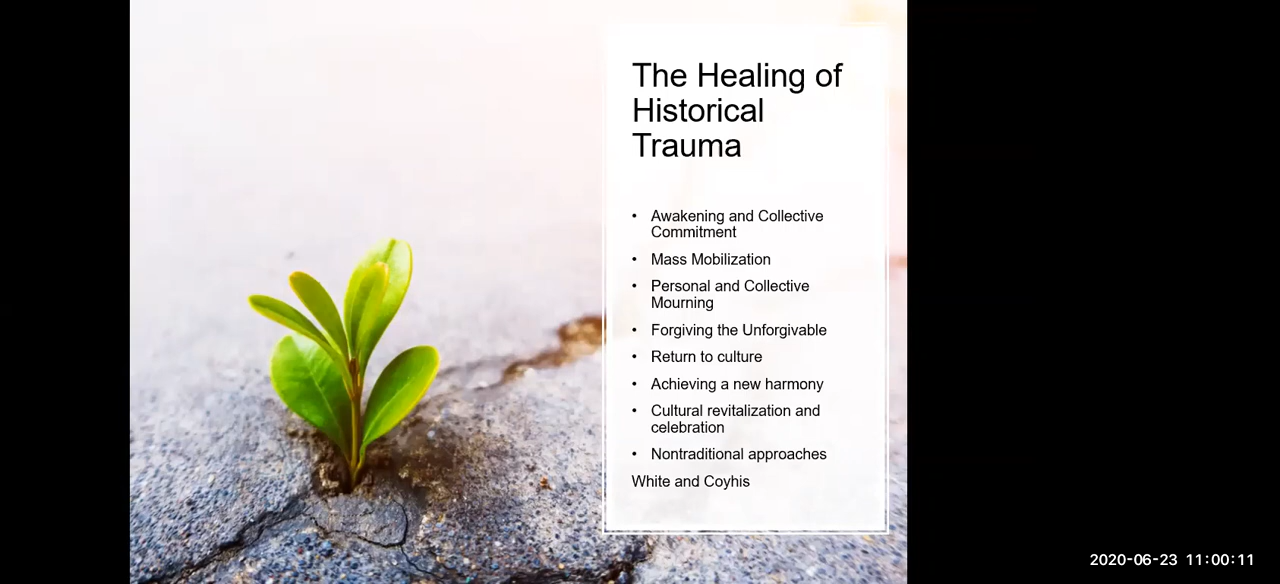 The Healing of
Historical
Trauma
• Awakening and Collective
Commitment
• Mass Mobilization
• Personal and Collective
Mourning
• Forgiving the Unforgivable
• Return to culture
• Achieving a new harmony
• Cultural revitalization and
celebration
• Nontraditional approaches
White and Coyhis
2020-06-23 11:00:11